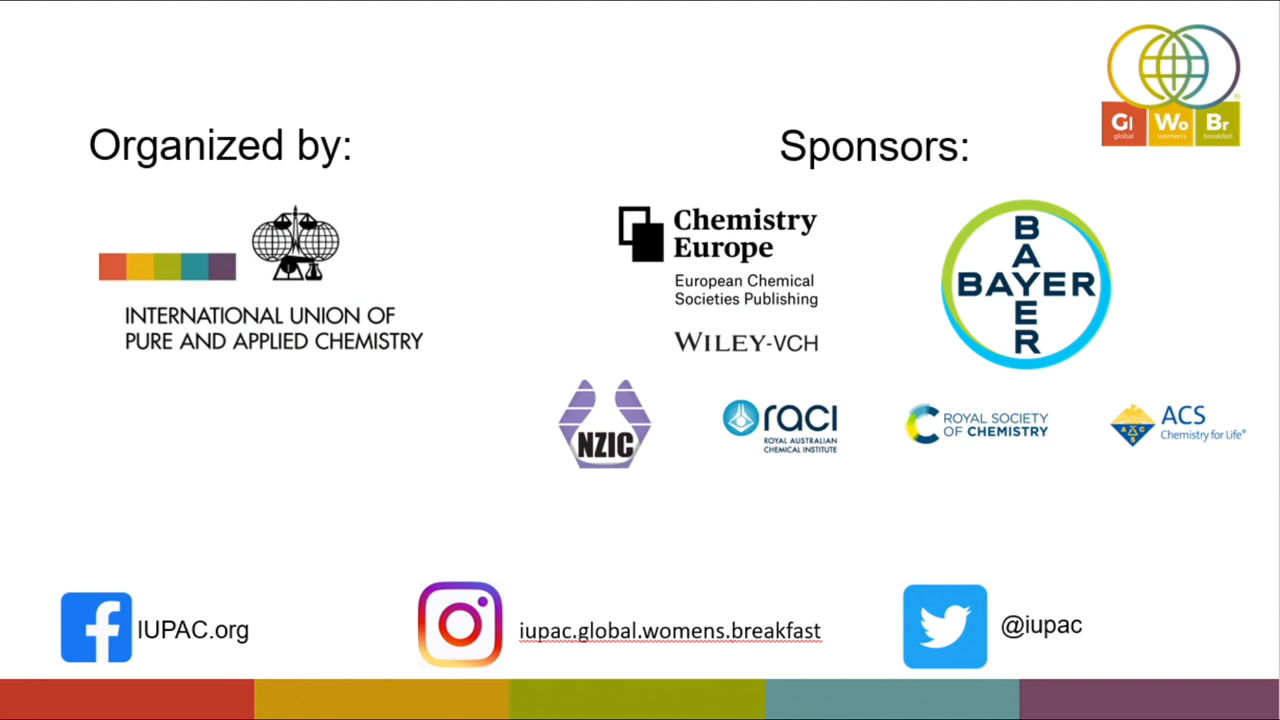 Gl Wo Br
global women's breakfast
Organized by:
Sponsors:
INTERNATIONAL UNION OF
PURE AND APPLIED CHEMISTRY
Chemistry
Europe
European Chemical
Societies Publishing
WILEY-VCH
B
A
BAYER
E
R
NZIC
raci
ROYAL AUSTRALIAN
CHEMICAL INSTITUTE
ROYAL SOCIETY
OF CHEMISTRY
A C S
ACS
Chemistry for Life®
IUPAC.org
iupac.global.womens.breakfast
@iupac